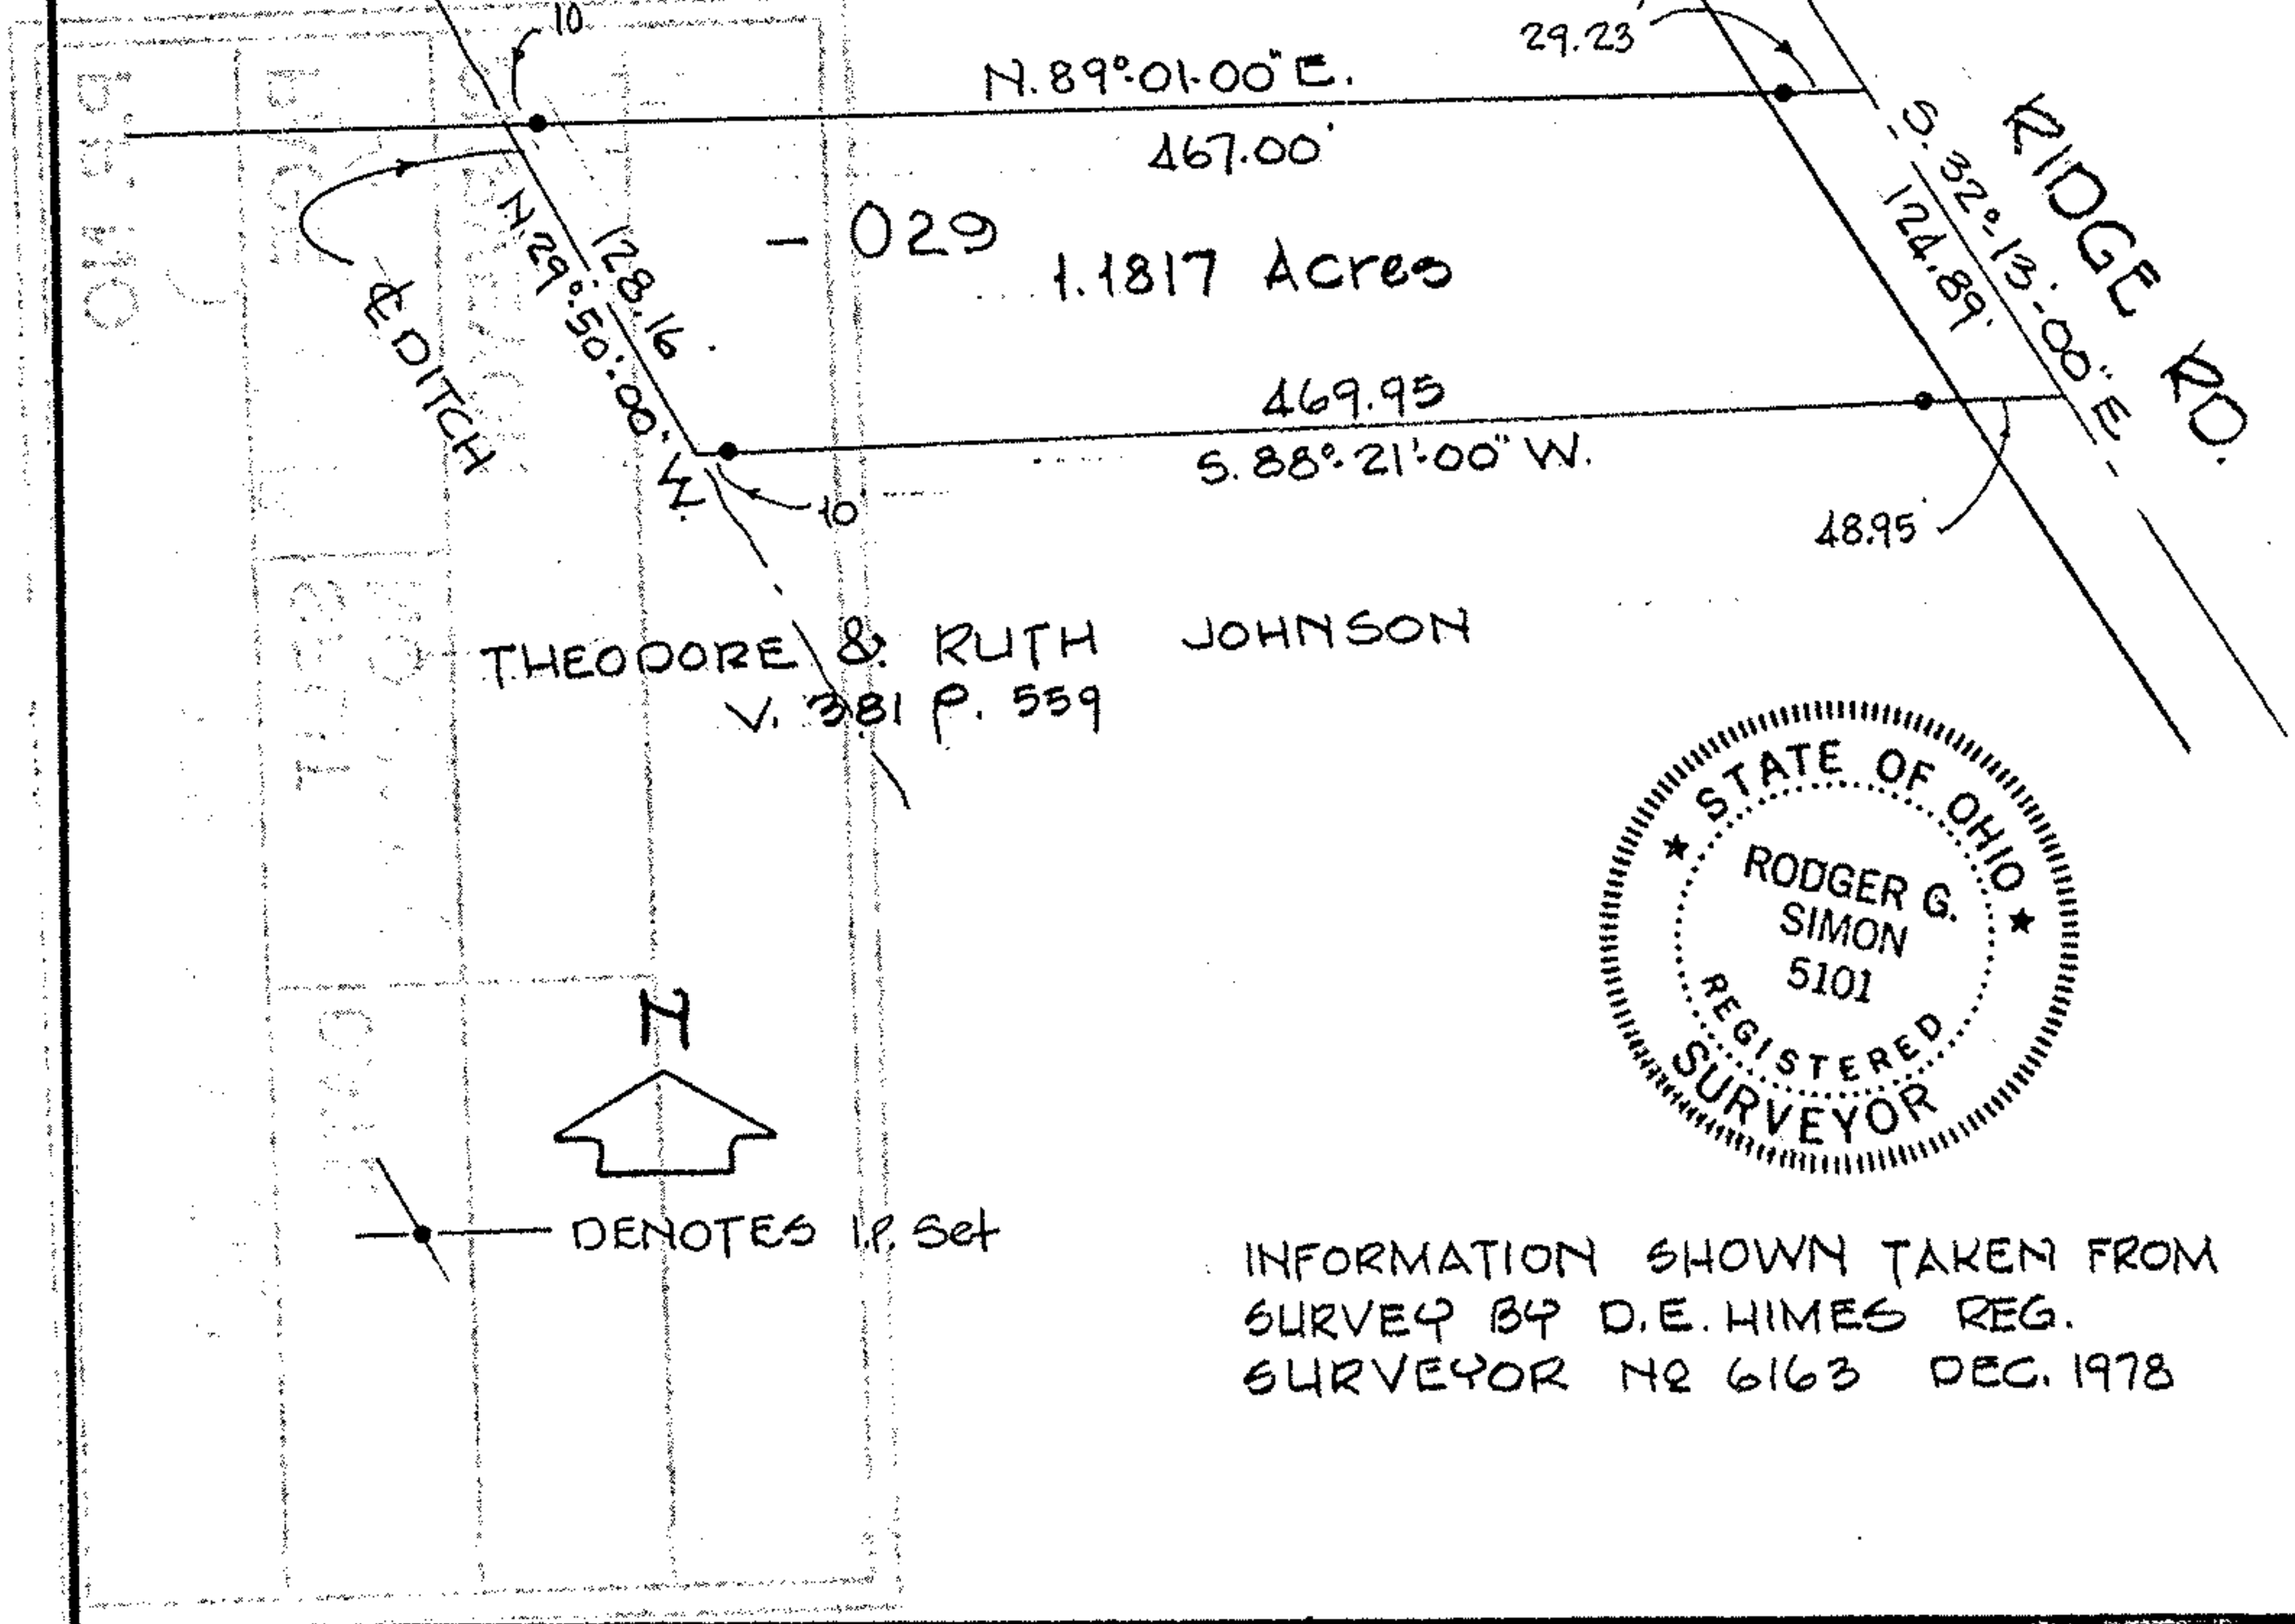 10
29.23'
N. 89°-01-00" E.
467.00'
S. 32°-13'-00" E
124.89'
RIDGE RD.
N. 29°-50'-00" W.
128.16
- 029
1.1817 Acres
℄ DITCH
469.95
S. 88°-21'-00" W.
10'
48.95'
THEODORE & RUTH JOHNSON
V. 381 P. 559
STATE OF OHIO
RODGER G.
SIMON
5101
REGISTERED
SURVEYOR
N
DENOTES I.P. Set
INFORMATION SHOWN TAKEN FROM
SURVEY BY D.E. HIMES REG.
SURVEYOR No 6163 DEC. 1978